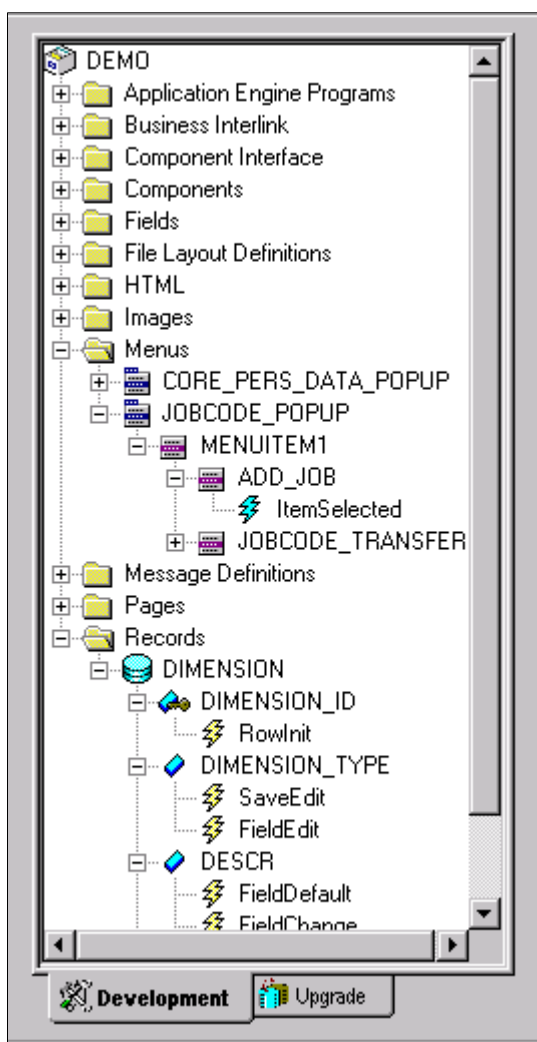 DEMO
Application Engine Programs
Business Interlink
Component Interface
Components
Fields
File Layout Definitions
HTML
Images
Menus
CORE_PERS_DATA_POPUP
JOBCODE_POPUP
MENUITEM1
ADD_JOB
ItemSelected
JOBCODE_TRANSFER
Message Definitions
Pages
Records
DIMENSION
DIMENSION_ID
RowInit
DIMENSION_TYPE
SaveEdit
FieldEdit
DESCR
FieldDefault
FieldChange
Development Upgrade